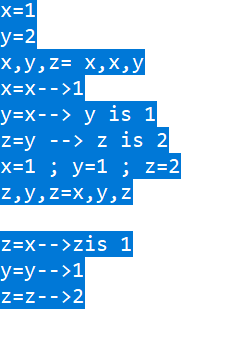 x=1
y=2
x,y,z= x,x,y
x=x-->1
y=x--> y is 1
z=y --> z is 2
x=1 ; y=1 ; z=2
z,y,z=x,y,z
z=x-->zis 1
y=y-->1
z=z-->2